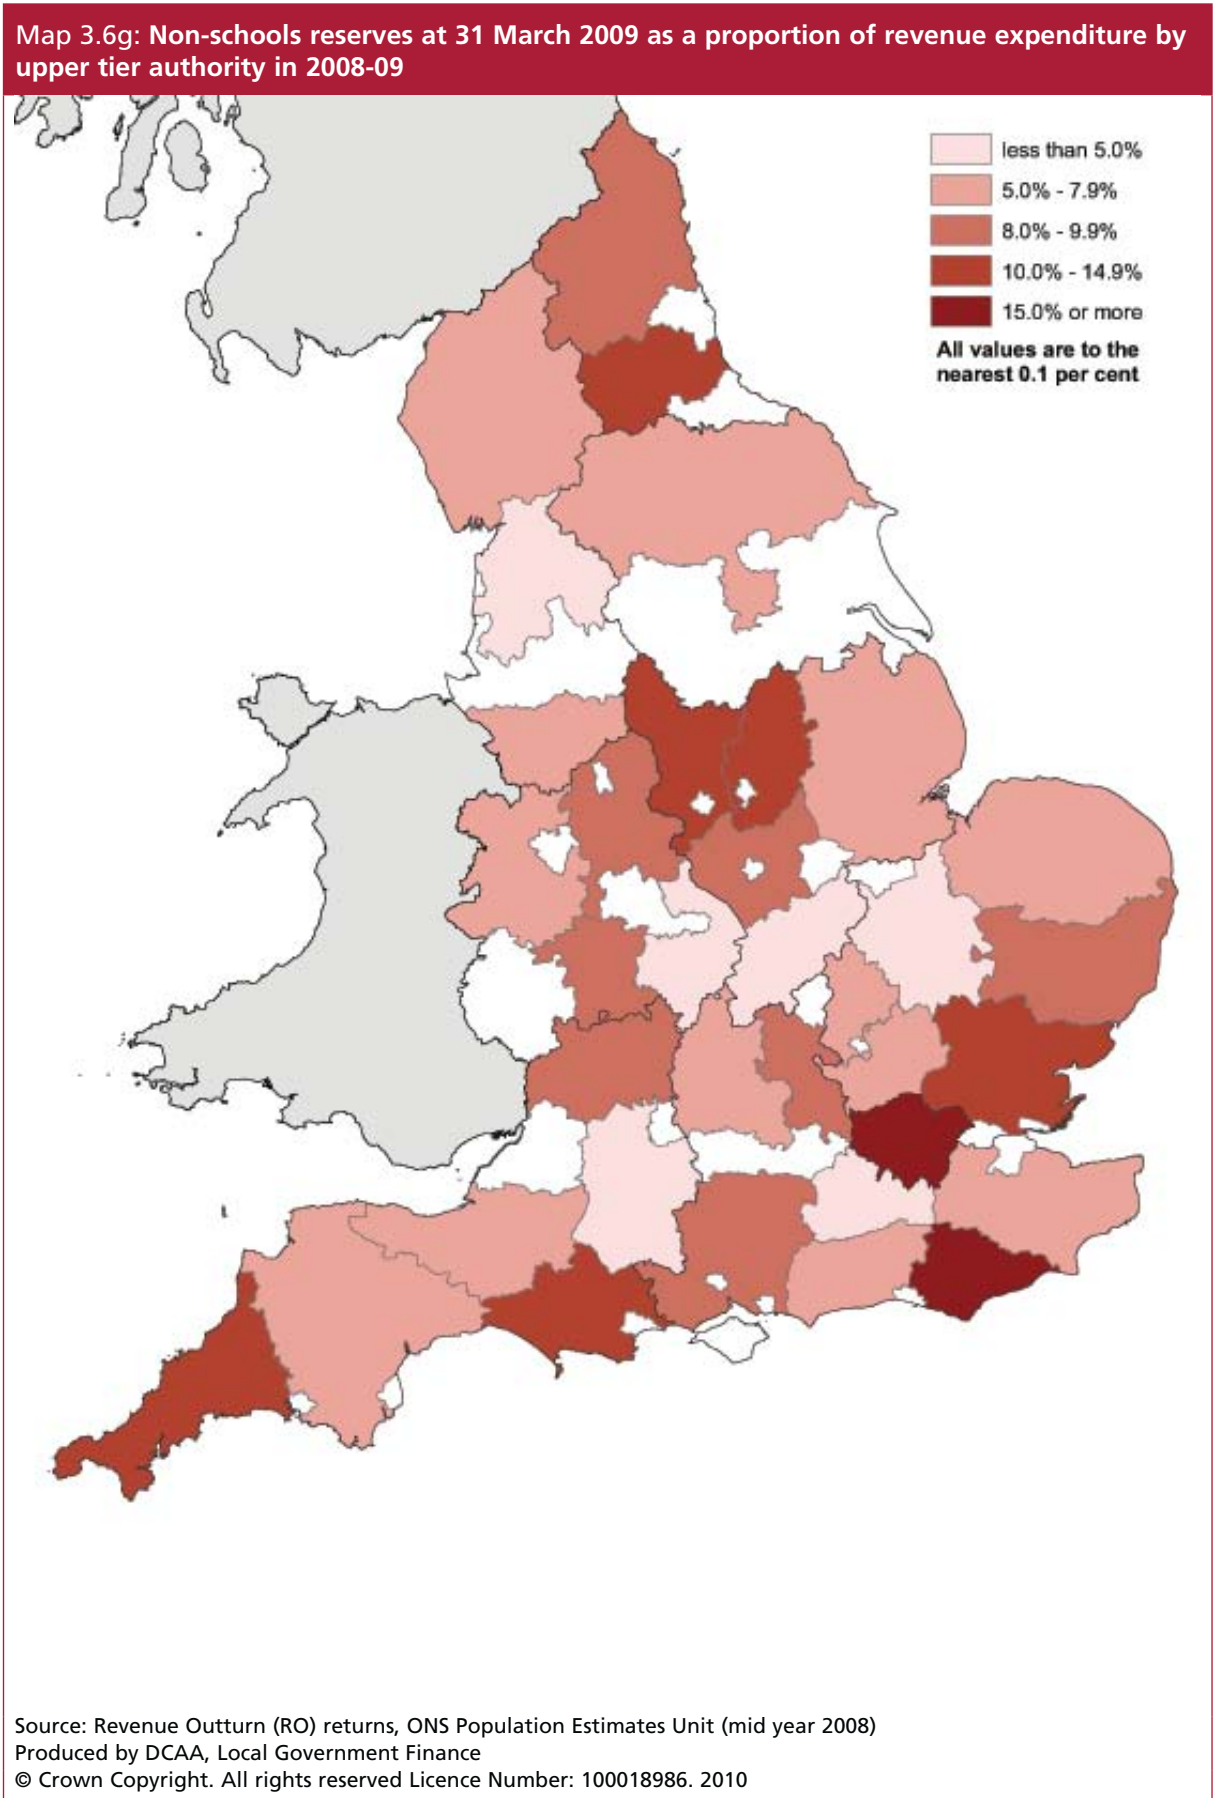 Map 3.6g: Non-schools reserves at 31 March 2009 as a proportion of revenue expenditure by
upper tier authority in 2008-09
less than 5.0%
5.0% - 7.9%
8.0% - 9.9%
10.0% - 14.9%
15.0% or more
All values are to the
nearest 0.1 per cent
Source: Revenue Outturn (RO) returns, ONS Population Estimates Unit (mid year 2008)
Produced by DCAA, Local Government Finance
© Crown Copyright. All rights reserved Licence Number: 100018986. 2010